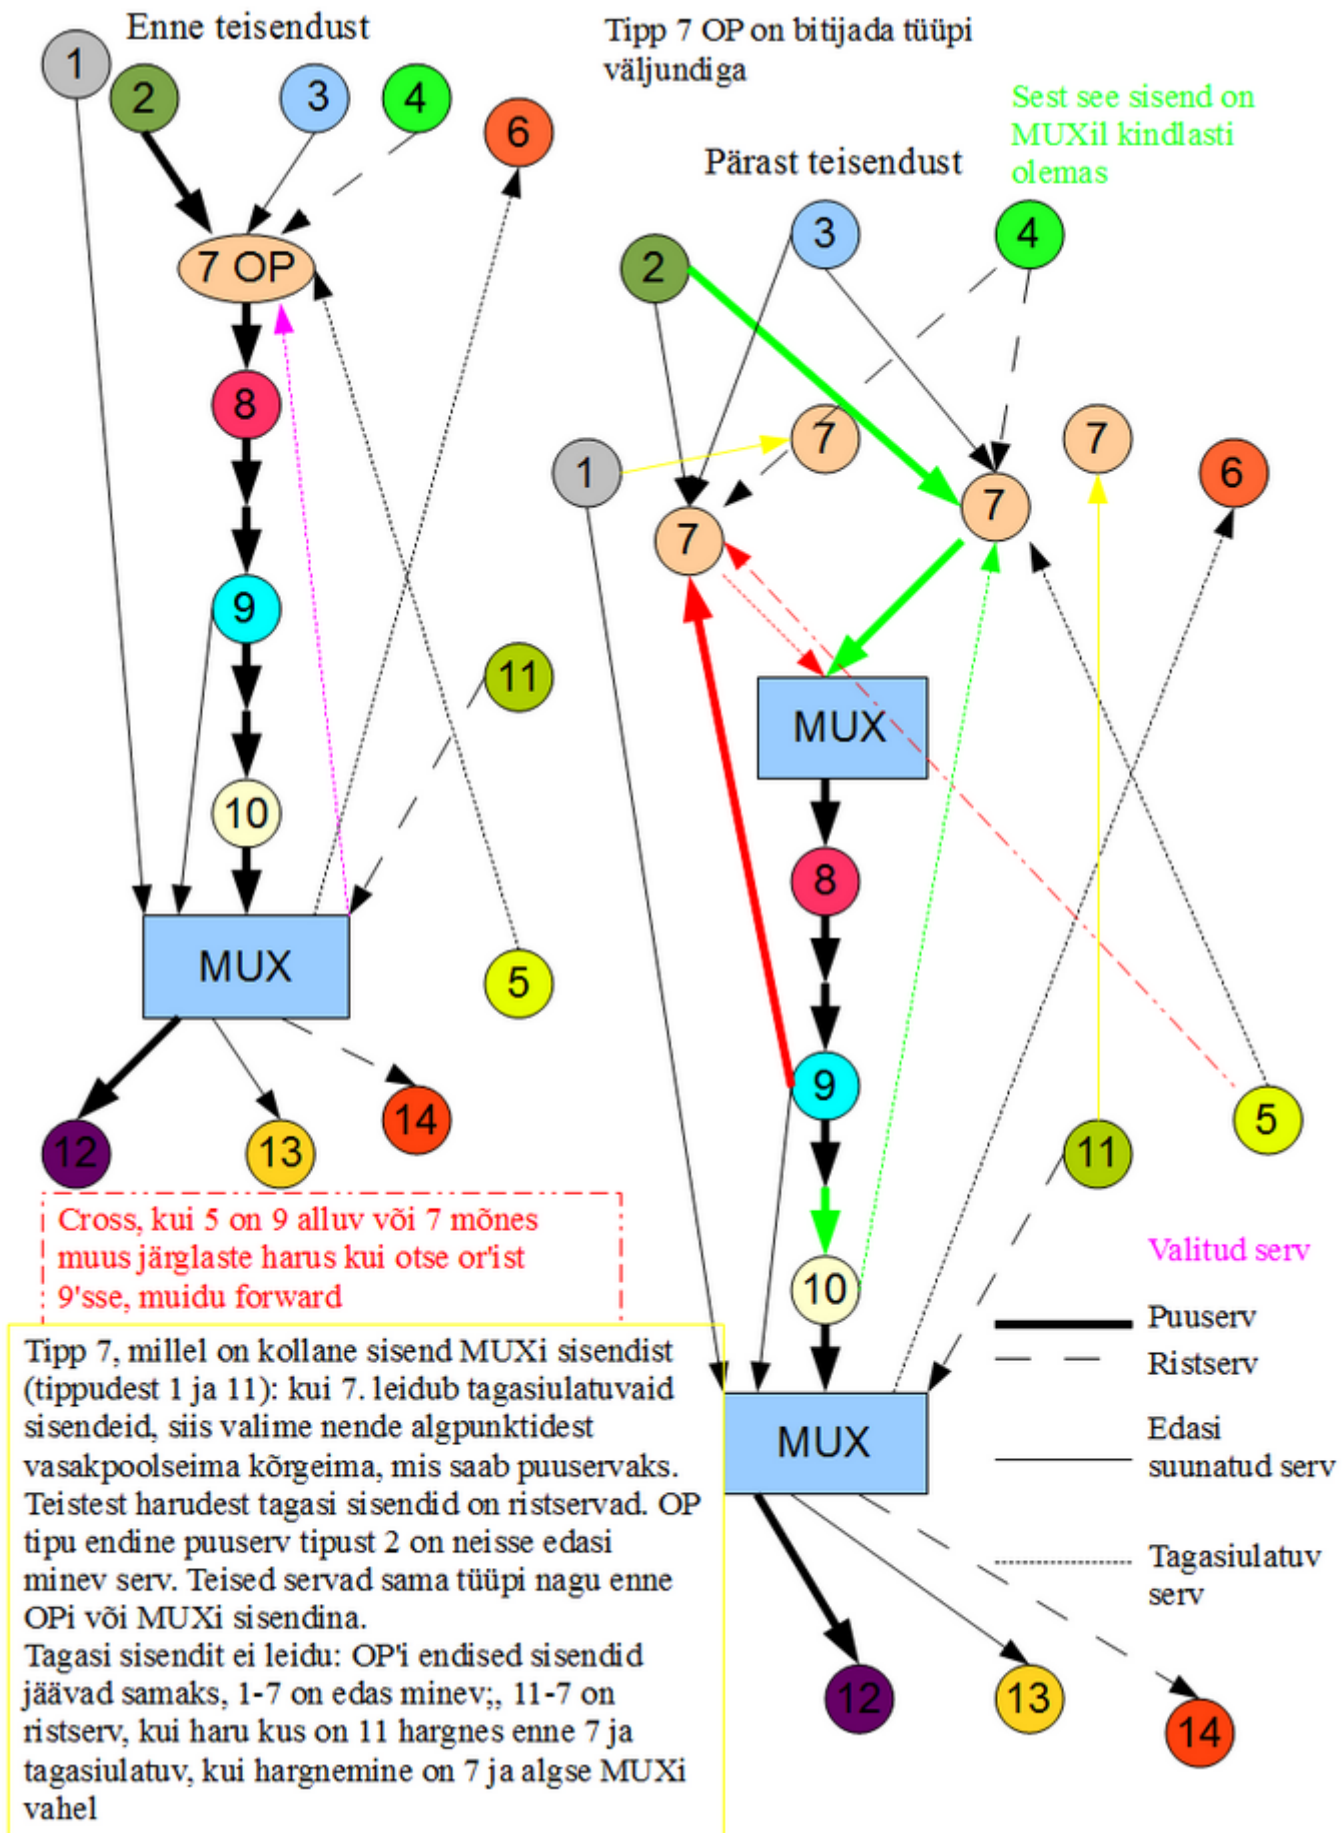 Enne teisendust
1
2
3
4
6
7 OP
8
9
11
10
MUX
5
12
13
14
Tipp 7 OP on bitijada tüüpi
väljundiga
Sest see sisend on
MUXil kindlasti
olemas
Pärast teisendust
3
4
2
7
7
6
1
7
7
MUX
8
9
5
11
10
MUX
12
13
14
Valitud serv
Puuserv
Ristserv
Edasi
suunatud serv
Tagasiulatuv
serv
Cross, kui 5 on 9 alluv või 7 mõnes
muus järglaste harus kui otse or'ist
9'sse, muidu forward
Tipp 7, millel on kollane sisend MUXi sisendist
(tippudest 1 ja 11): kui 7. leidub tagasiulatuvaid
sisendeid, siis valime nende algpunktidest
vasakpoolseima kõrgeima, mis saab puuservaks.
Teistest harudest tagasi sisendid on ristservad. OP
tipu endine puuserv tipust 2 on neisse edasi
minev serv. Teised servad sama tüüpi nagu enne
OPi või MUXi sisendina.
Tagasi sisendit ei leidu: OP'i endised sisendid
jäävad samaks, 1-7 on edas minev;, 11-7 on
ristserv, kui haru kus on 11 hargnes enne 7 ja
tagasiulatuv, kui hargnemine on 7 ja algse MUXi
vahel